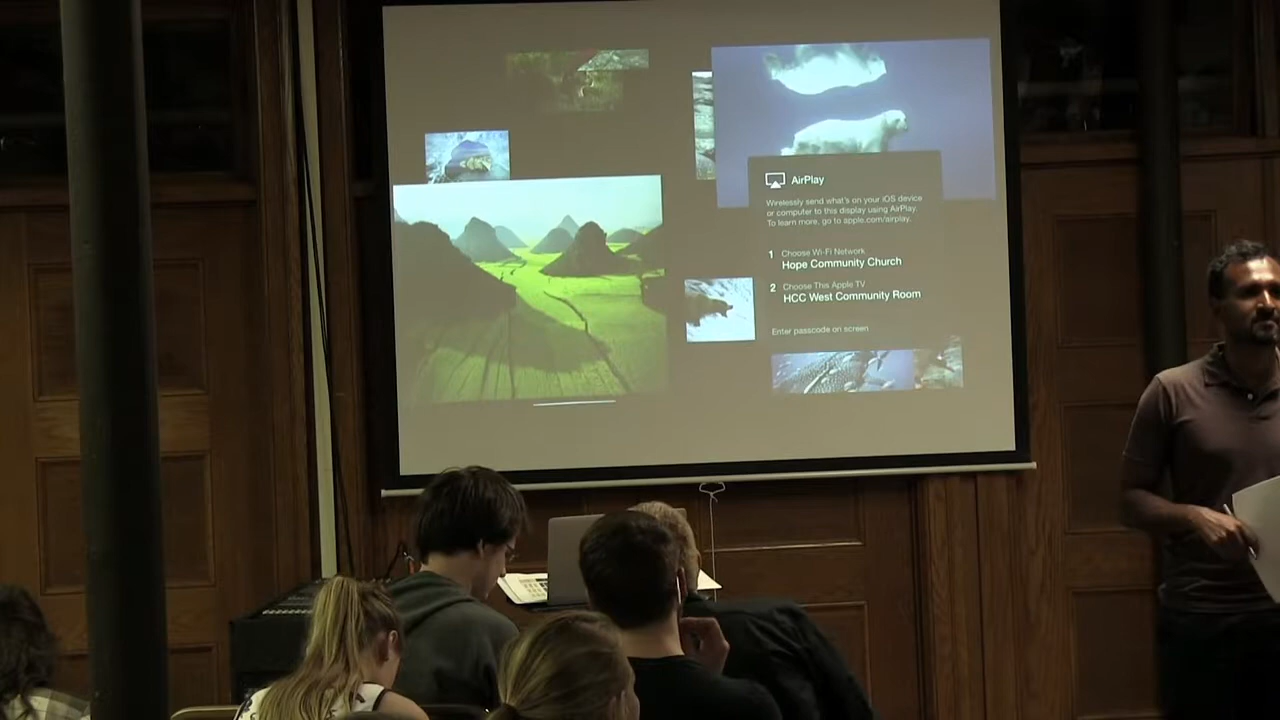 AirPlay
Wirelessly send what's on your iOS device
or computer to this display using AirPlay.
To learn more, go to apple.com/airplay.
1 Choose Wi-Fi Network
Hope Community Church
2 Choose This Apple TV
HCC West Community Room
Enter passcode on screen